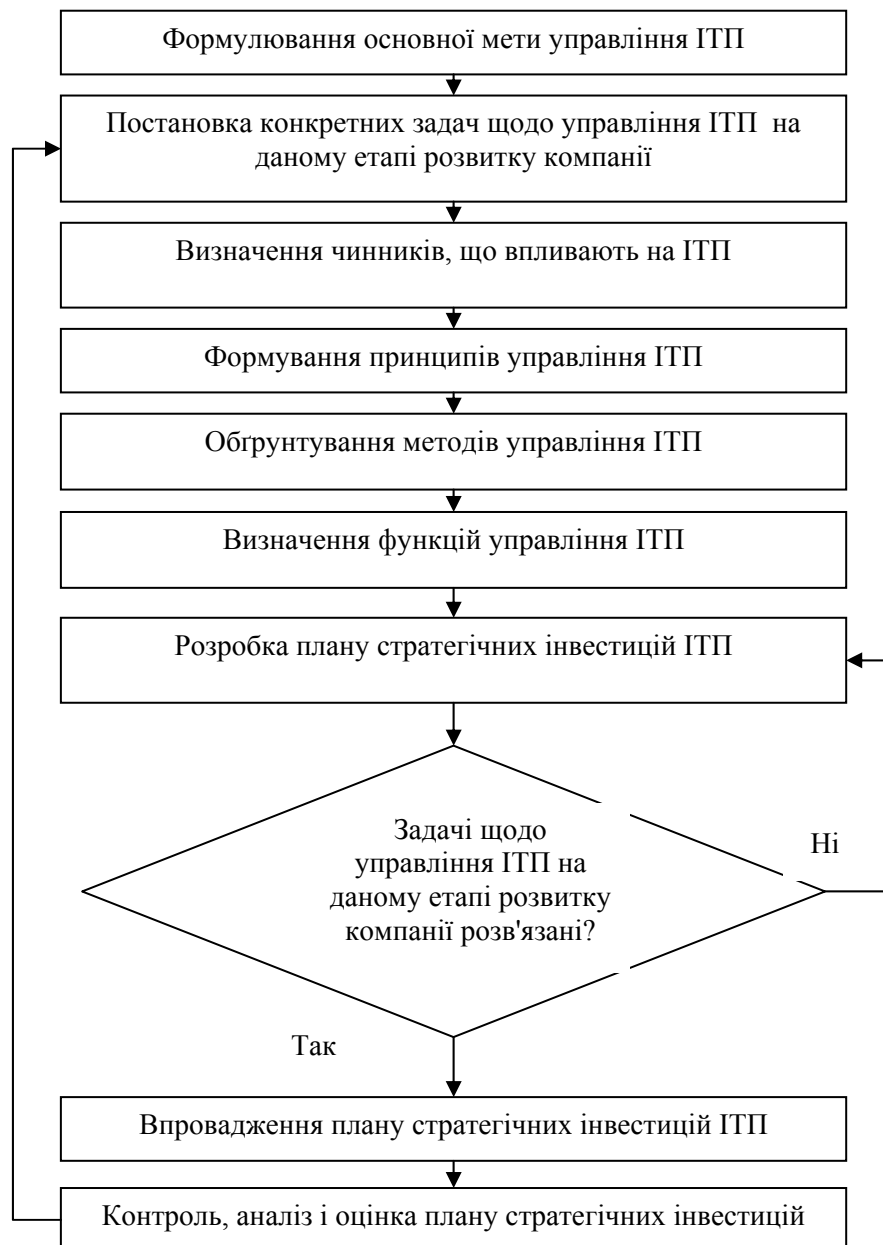 Формулювання основної мети управління ІТП
Постановка конкретних задач щодо управління ІТП на
даному етапі розвитку компанії
Визначення чинників, що впливають на ІТП
Формування принципів управління ІТП
Обґрунтування методів управління ІТП
Визначення функцій управління ІТП
Розробка плану стратегічних інвестицій ІТП
Задачі щодо
управління ІТП на
даному етапі розвитку
компанії розв'язані?
Ні
Так
Впровадження плану стратегічних інвестицій ІТП
Контроль, аналіз і оцінка плану стратегічних інвестицій